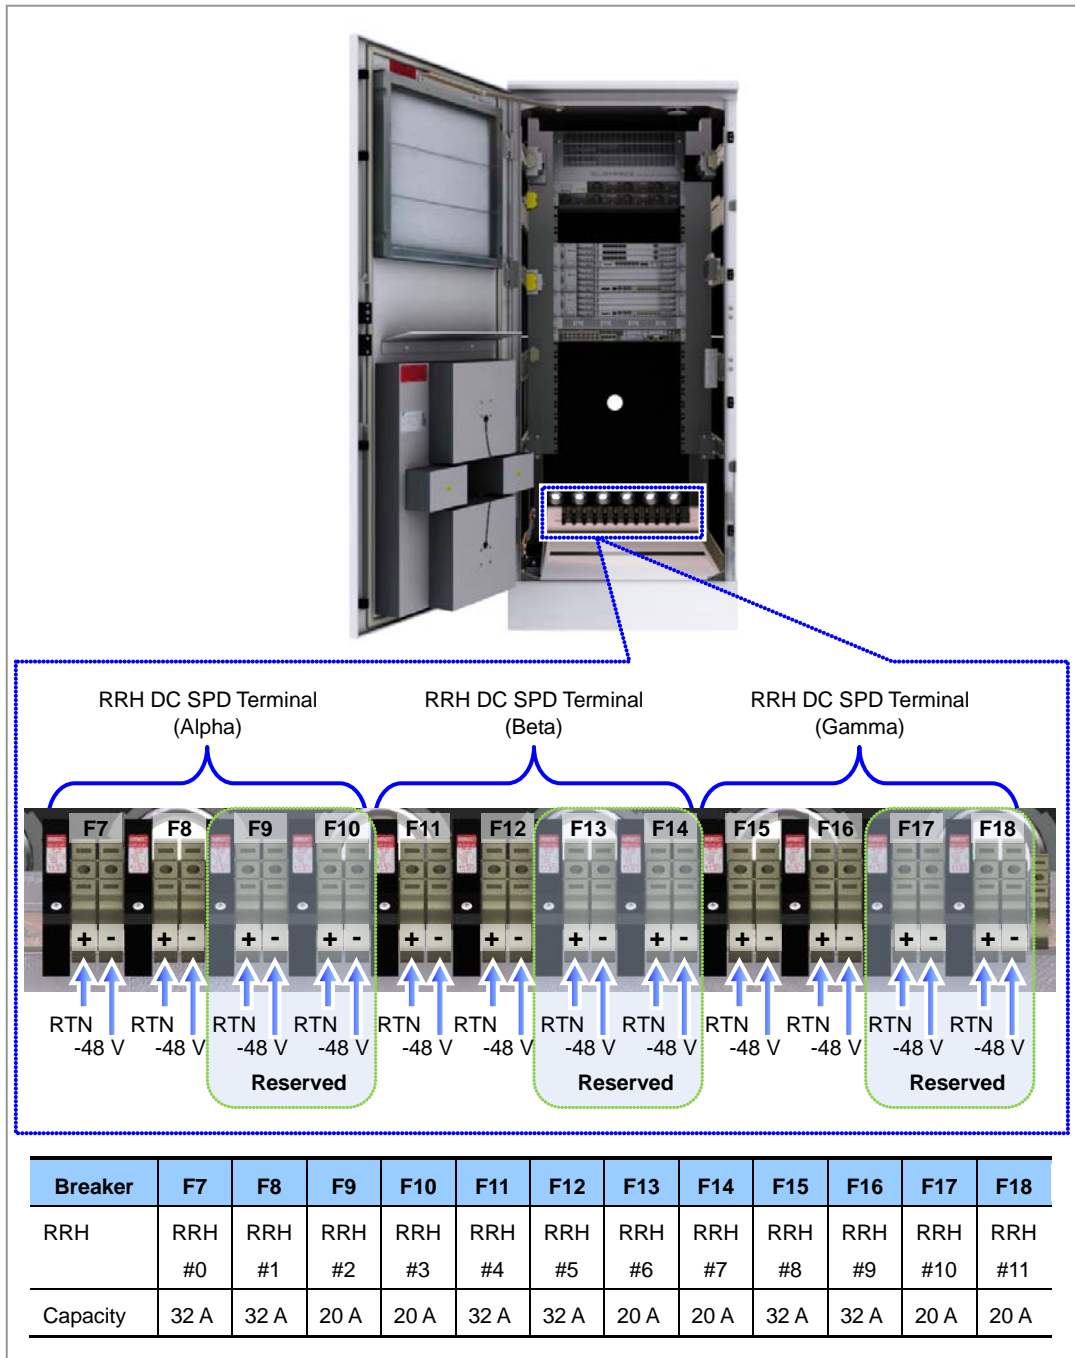 RRH DC SPD Terminal
(Alpha)
RRH DC SPD Terminal
(Beta)
RRH DC SPD Terminal
(Gamma)
F7 F8 F9 F10 F11 F12 F13 F14 F15 F16 F17 F18
+ - + - + - + - + - + - + - + - + - + - + - + -
RTN RTN RTN RTN RTN RTN RTN RTN RTN RTN RTN RTN
-48 V -48 V -48 V -48 V -48 V -48 V -48 V -48 V -48 V -48 V -48 V -48 V
Reserved Reserved Reserved
Breaker F7 F8 F9 F10 F11 F12 F13 F14 F15 F16 F17 F18
RRH RRH RRH RRH RRH RRH RRH RRH RRH RRH RRH RRH RRH
#0 #1 #2 #3 #4 #5 #6 #7 #8 #9 #10 #11
Capacity 32 A 32 A 20 A 20 A 32 A 32 A 20 A 20 A 32 A 32 A 20 A 20 A